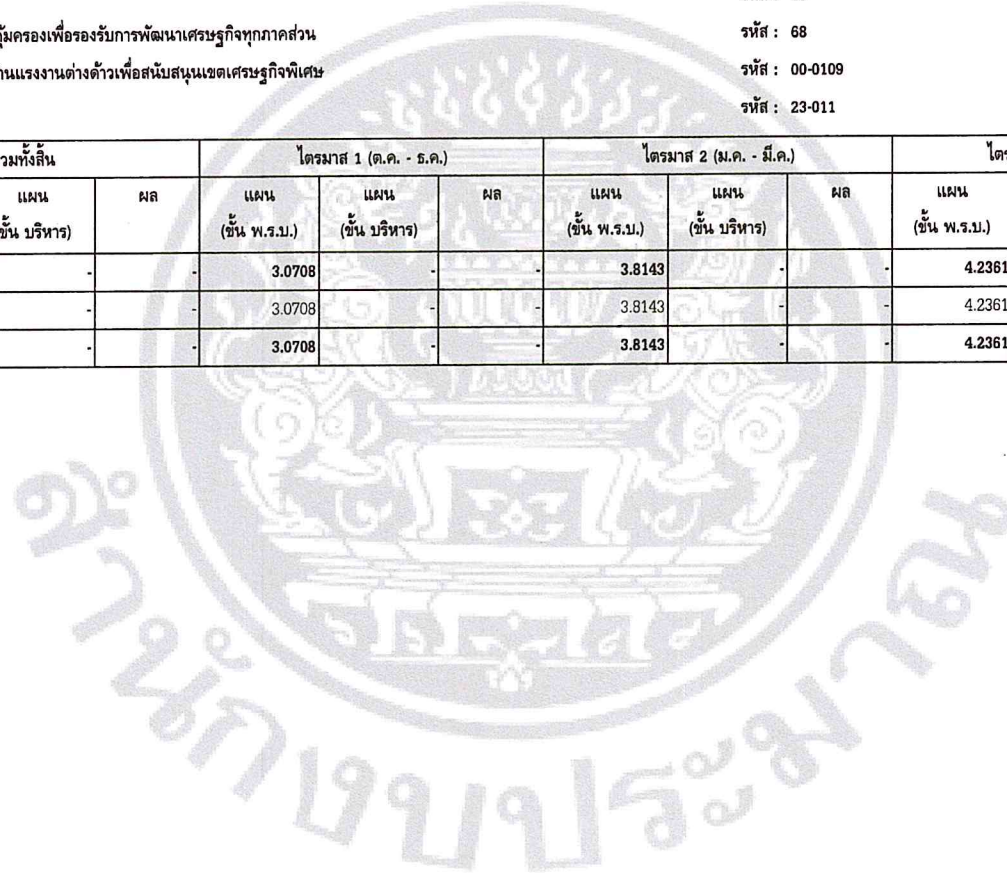 รหัส : 68
คุ้มครองเพื่อรองรับการพัฒนาเศรษฐกิจทุกภาคส่วน
รหัส : 00-0109
านแรงงานต่างด้าวเพื่อสนับสนุนเขตเศรษฐกิจพิเศษ
รหัส : 23-011
วมทั้งสิ้น ไตรมาส 1 (ต.ค. - ธ.ค.) ไตรมาส 2 (ม.ค. - มี.ค.) ไตร
แผน ผล แผน แผน ผล แผน แผน ผล แผน
(ขั้น บริหาร) (ขั้น พ.ร.บ.) (ขั้น บริหาร) (ขั้น พ.ร.บ.) (ขั้น บริหาร) (ขั้น พ.ร.บ.)
- - 3.0708 - - 3.8143 - - 4.2361
- - 3.0708 - - 3.8143 - - 4.2361
- - 3.0708 - - 3.8143 - - 4.2361
สำนักงบประมาณ